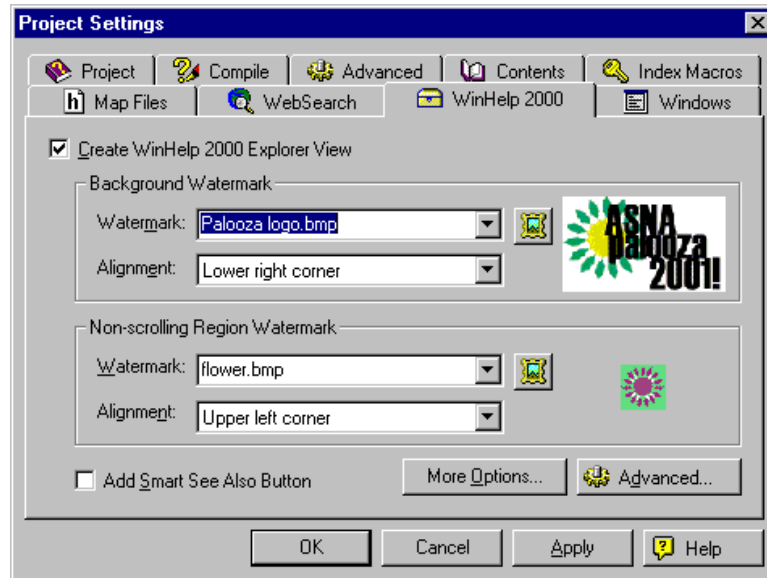 Project Settings
Project Compile Advanced Contents Index Macros
Map Files WebSearch WinHelp 2000 Windows
Create WinHelp 2000 Explorer View
Background Watermark
Watermark: Palooza logo.bmp
Alignment: Lower right corner
ASNA
palooza
2001!
Non-scrolling Region Watermark
Watermark: flower.bmp
Alignment: Upper left corner
Add Smart See Also Button
More Options... Advanced...
OK Cancel Apply Help